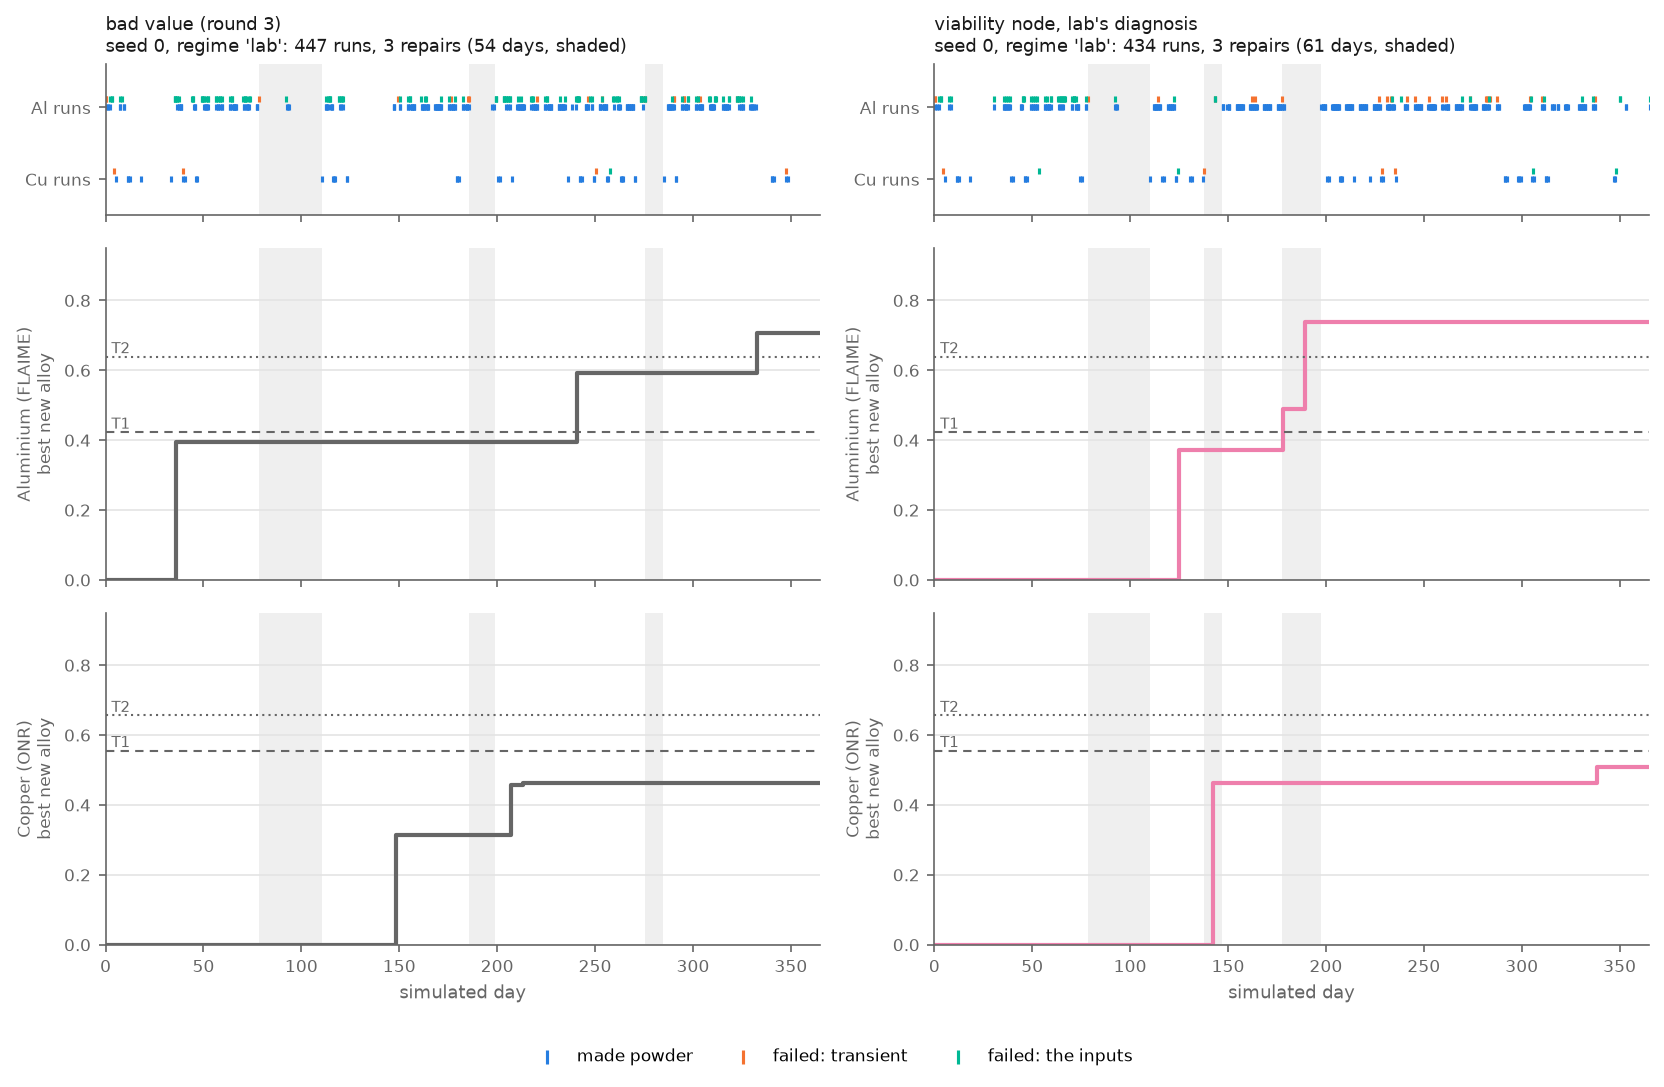 bad value (round 3)
seed 0, regime 'lab': 447 runs, 3 repairs (54 days, shaded)
Al runs
Cu runs
0.8
0.6
0.4
0.2
0.0
Aluminium (FLAIME)
best new alloy
T2
T1
0.8
0.6
0.4
0.2
0.0
Copper (ONR)
best new alloy
T2
T1
0 50 100 150 200 250 300 350
simulated day
viability node, lab's diagnosis
seed 0, regime 'lab': 434 runs, 3 repairs (61 days, shaded)
Al runs
Cu runs
0.8
0.6
0.4
0.2
0.0
Aluminium (FLAIME)
best new alloy
T2
T1
0.8
0.6
0.4
0.2
0.0
Copper (ONR)
best new alloy
T2
T1
0 50 100 150 200 250 300 350
simulated day
made powder
failed: transient
failed: the inputs